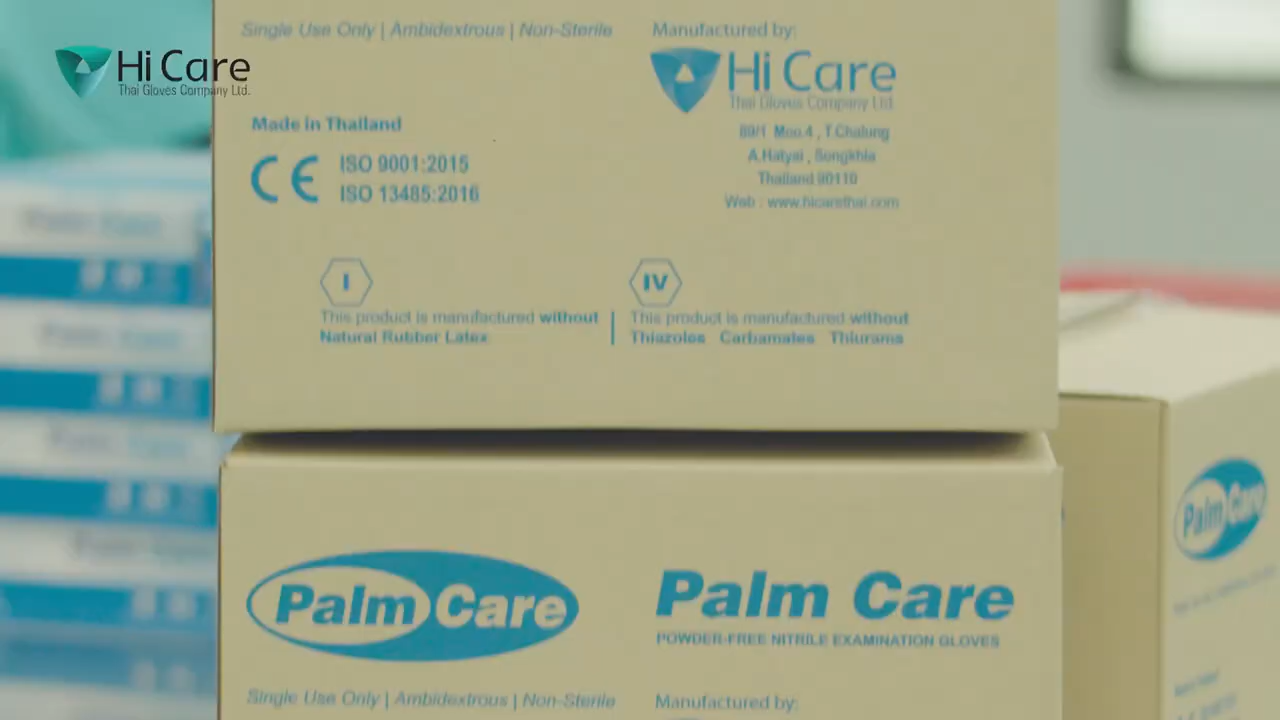 Hi Care
Thai Gloves Company Ltd.
Single Use Only | Ambidextrous | Non-Sterile
Manufactured by:
Hi Care
Thai Gloves Company Ltd.
89/1 Moo.4 , T.Chalung
A.Hatyai , Songkhla
Thailand 90110
Web : www.hicarethai.com
Made in Thailand
CE
ISO 9001:2015
ISO 13485:2016
I
This product is manufactured without
Natural Rubber Latex
IV
This product is manufactured without
Thiazoles Carbamates Thiurams
Palm Care
Palm Care
POWDER-FREE NITRILE EXAMINATION GLOVES
Single Use Only | Ambidextrous | Non-Sterile
Manufactured by:
Palm Care